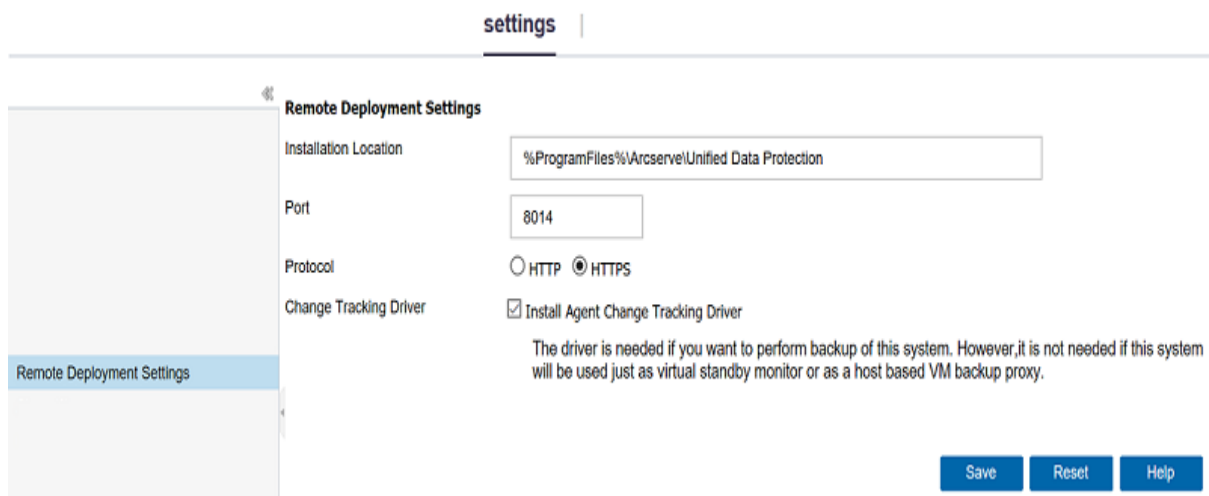 settings
Remote Deployment Settings
Installation Location
%ProgramFiles%\Arcserve\Unified Data Protection
Port
8014
Protocol
HTTP HTTPS
Change Tracking Driver
Install Agent Change Tracking Driver
The driver is needed if you want to perform backup of this system. However,it is not needed if this system
will be used just as virtual standby monitor or as a host based VM backup proxy.
Remote Deployment Settings
Save Reset Help